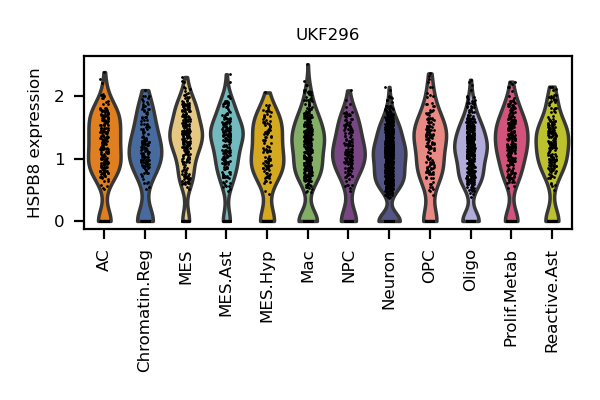 UKF296
HSPB8 expression
2
1
0
AC
Chromatin.Reg
MES
MES.Ast
MES.Hyp
Mac
NPC
Neuron
OPC
Oligo
Prolif.Metab
Reactive.Ast